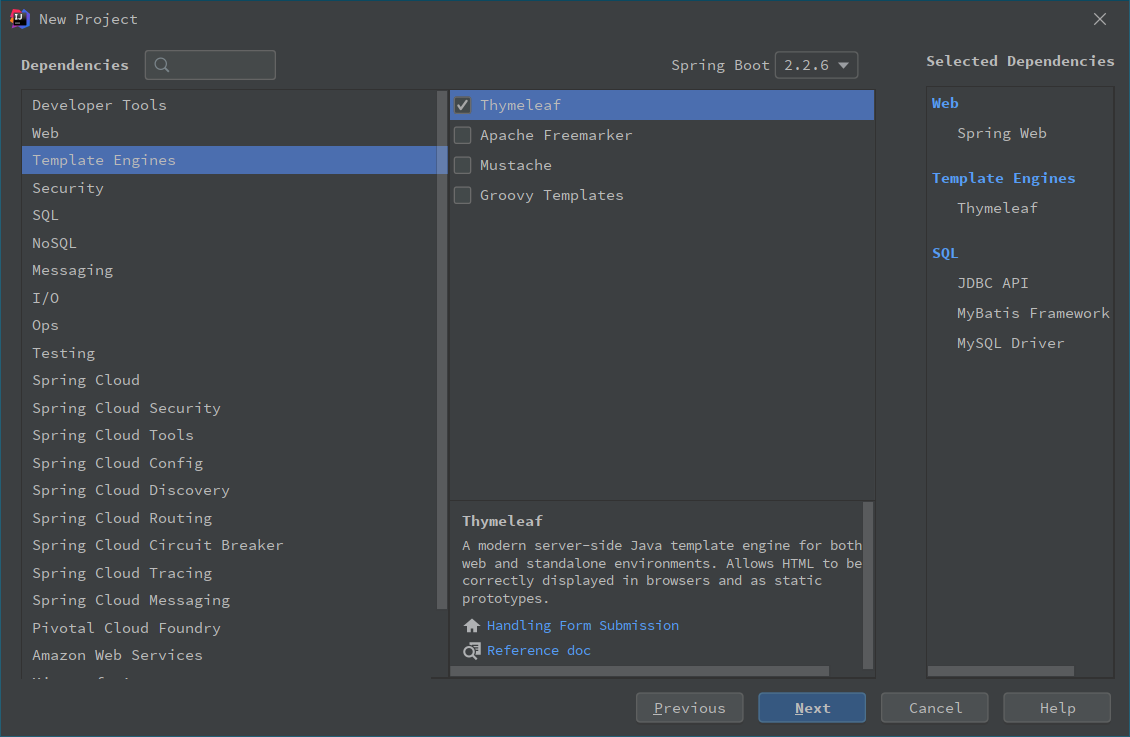 New Project
Dependencies
Spring Boot 2.2.6
Selected Dependencies
Developer Tools
Web
Template Engines
Security
SQL
NoSQL
Messaging
I/O
Ops
Testing
Spring Cloud
Spring Cloud Security
Spring Cloud Tools
Spring Cloud Config
Spring Cloud Discovery
Spring Cloud Routing
Spring Cloud Circuit Breaker
Spring Cloud Tracing
Spring Cloud Messaging
Pivotal Cloud Foundry
Amazon Web Services
Thymeleaf
Apache Freemarker
Mustache
Groovy Templates
Thymeleaf
A modern server-side Java template engine for both
web and standalone environments. Allows HTML to be
correctly displayed in browsers and as static
prototypes.
Handling Form Submission
Reference doc
Web
Spring Web
Template Engines
Thymeleaf
SQL
JDBC API
MyBatis Framework
MySQL Driver
Previous
Next
Cancel
Help